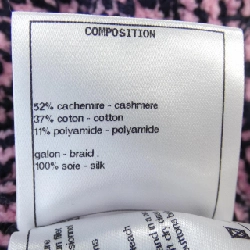 COMPOSITION
52% cachemire - cashmere
37% coton - cotton
11% polyamide - polyamide
galon - braid
100% soie - silk